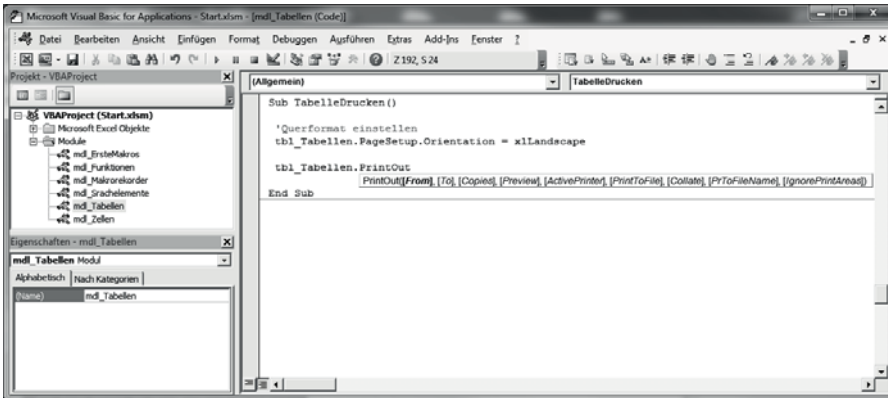 Microsoft Visual Basic for Applications - Start.xlsm - [mdl_Tabellen (Code)]
Datei Bearbeiten Ansicht Einfügen Format Debuggen Ausführen Extras Add-Ins Fenster ?
Z 192, S 24
Projekt - VBAProject
VBAProject (Start.xlsm)
Microsoft Excel Objekte
Module
mdl_ErsteMakros
mdl_Funktionen
mdl_Makrorekorder
mdl_Srachelemente
mdl_Tabellen
mdl_Zellen
Eigenschaften - mdl_Tabellen
mdl_Tabellen Modul
Alphabetisch Nach Kategorien
(Name) mdl_Tabellen
(Allgemein) TabelleDrucken
Sub TabelleDrucken()
'Querformat einstellen
tbl_Tabellen.PageSetup.Orientation = xlLandscape
tbl_Tabellen.PrintOut
PrintOut([From], [To], [Copies], [Preview], [ActivePrinter], [PrintToFile], [Collate], [PrToFileName], [IgnorePrintAreas])
End Sub